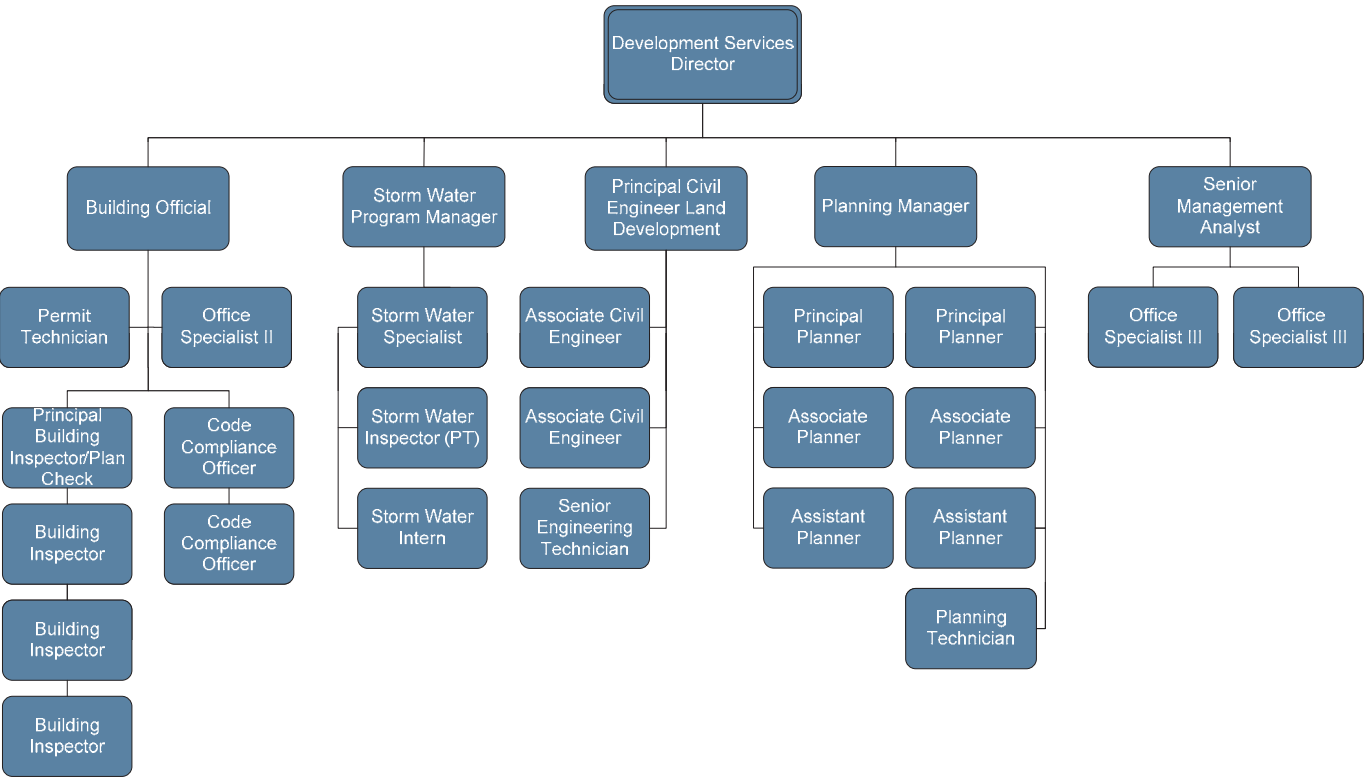 Development Services
Director
Building Official
Storm Water
Program Manager
Principal Civil
Engineer Land
Development
Planning Manager
Senior
Management
Analyst
Permit
Technician
Office
Specialist II
Storm Water
Specialist
Associate Civil
Engineer
Principal
Planner
Principal
Planner
Office
Specialist III
Office
Specialist III
Principal
Building
Inspector/Plan
Check
Code
Compliance
Officer
Storm Water
Inspector (PT)
Associate Civil
Engineer
Associate
Planner
Associate
Planner
Building
Inspector
Code
Compliance
Officer
Storm Water
Intern
Senior
Engineering
Technician
Assistant
Planner
Assistant
Planner
Building
Inspector
Planning
Technician
Building
Inspector